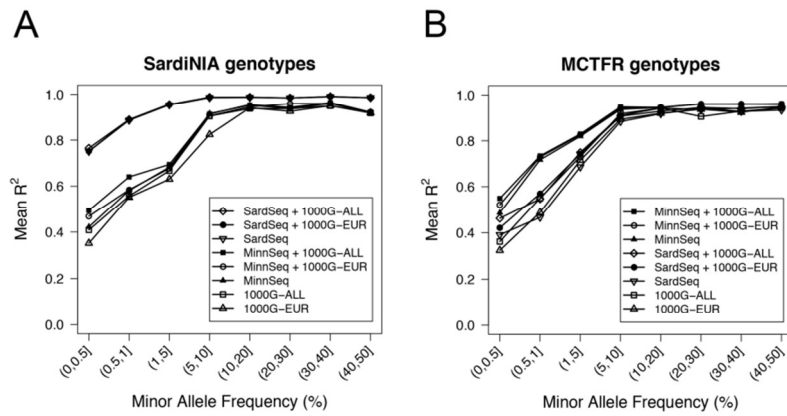 A
SardiNIA genotypes
Mean R²
1.0
0.8
0.6
0.4
0.2
0.0
SardSeq + 1000G−ALL
SardSeq + 1000G−EUR
SardSeq
MinnSeq + 1000G−ALL
MinnSeq + 1000G−EUR
MinnSeq
1000G−ALL
1000G−EUR
(0,0.5]
(0.5,1]
(1,5]
(5,10]
(10,20]
(20,30]
(30,40]
(40,50]
Minor Allele Frequency (%)
B
MCTFR genotypes
Mean R²
1.0
0.8
0.6
0.4
0.2
0.0
MinnSeq + 1000G−ALL
MinnSeq + 1000G−EUR
MinnSeq
SardSeq + 1000G−ALL
SardSeq + 1000G−EUR
SardSeq
1000G−ALL
1000G−EUR
(0,0.5]
(0.5,1]
(1,5]
(5,10]
(10,20]
(20,30]
(30,40]
(40,50]
Minor Allele Frequency (%)